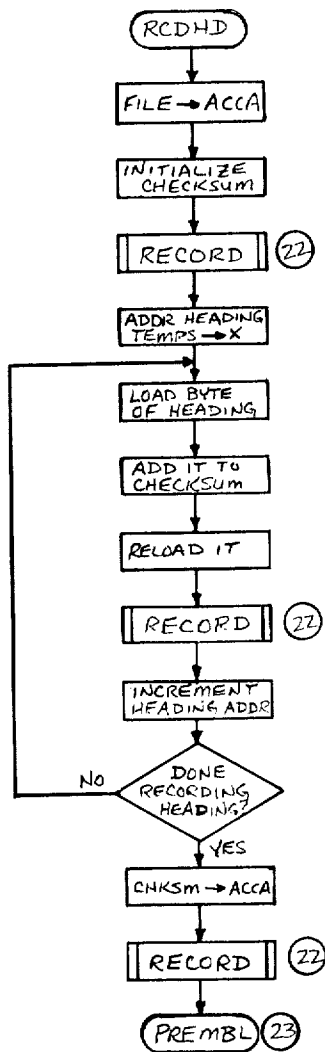 RCDHD
FILE → ACCA
INITIALIZE
CHECKSUM
RECORD
22
ADDR HEADING
TEMPS → X
LOAD BYTE
OF HEADING
ADD IT TO
CHECKSUM
RELOAD IT
RECORD
22
INCREMENT
HEADING ADDR
DONE
RECORDING
HEADING?
NO
YES
CHKSM → ACCA
RECORD
22
PREMBL
23